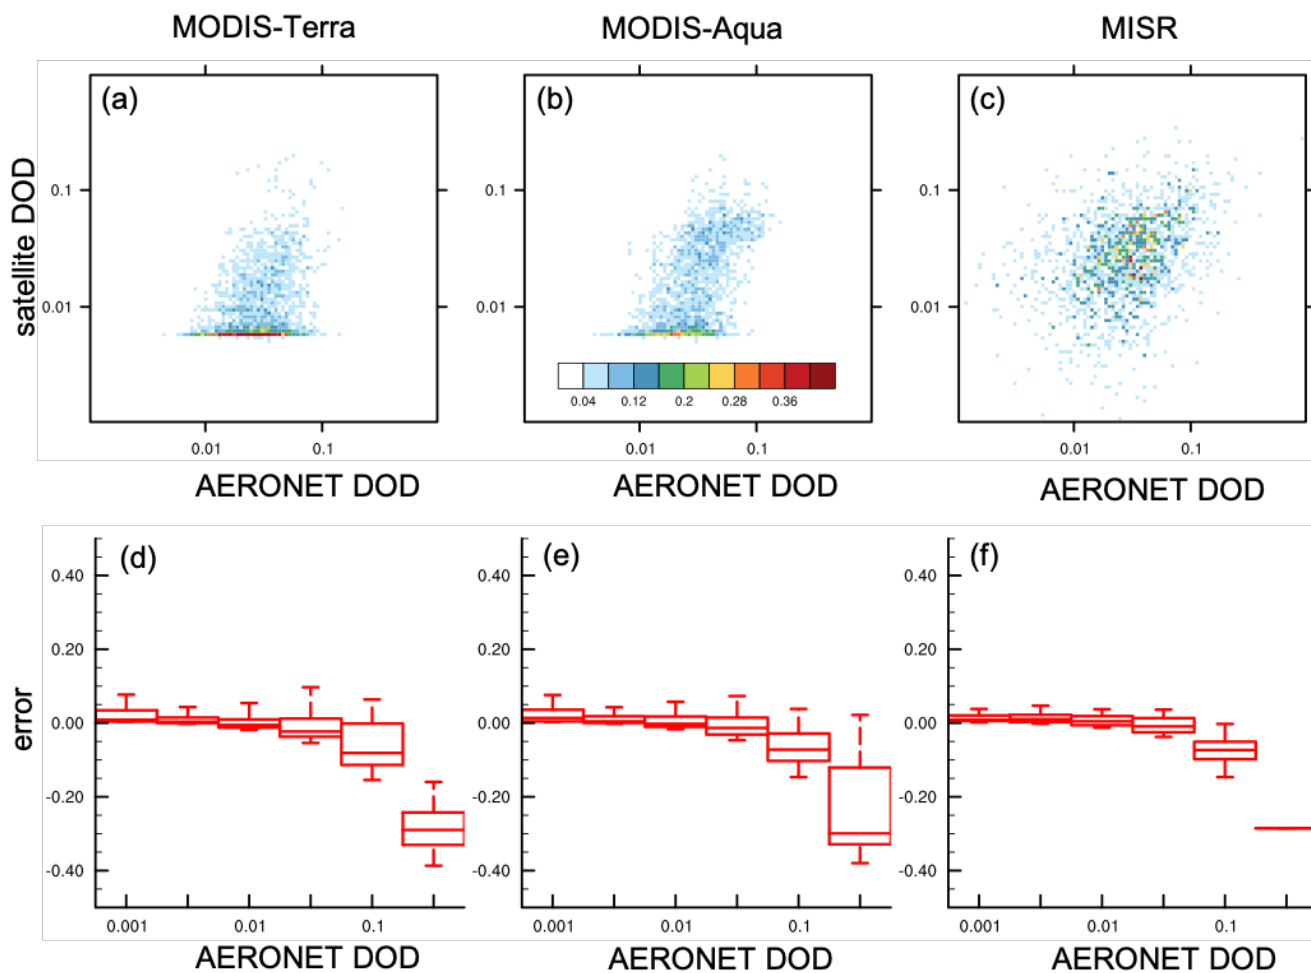 MODIS-Terra MODIS-Aqua MISR
(a) (b) (c)
satellite DOD
0.1 0.1 0.1
0.01 0.01 0.01
0.04 0.12 0.2 0.28 0.36
0.01 0.1 0.01 0.1 0.01 0.1
AERONET DOD AERONET DOD AERONET DOD
(d) (e) (f)
error
0.40 0.40 0.40
0.20 0.20 0.20
0.00 0.00 0.00
-0.20 -0.20 -0.20
-0.40 -0.40 -0.40
0.001 0.01 0.1 0.001 0.01 0.1 0.001 0.01 0.1
AERONET DOD AERONET DOD AERONET DOD